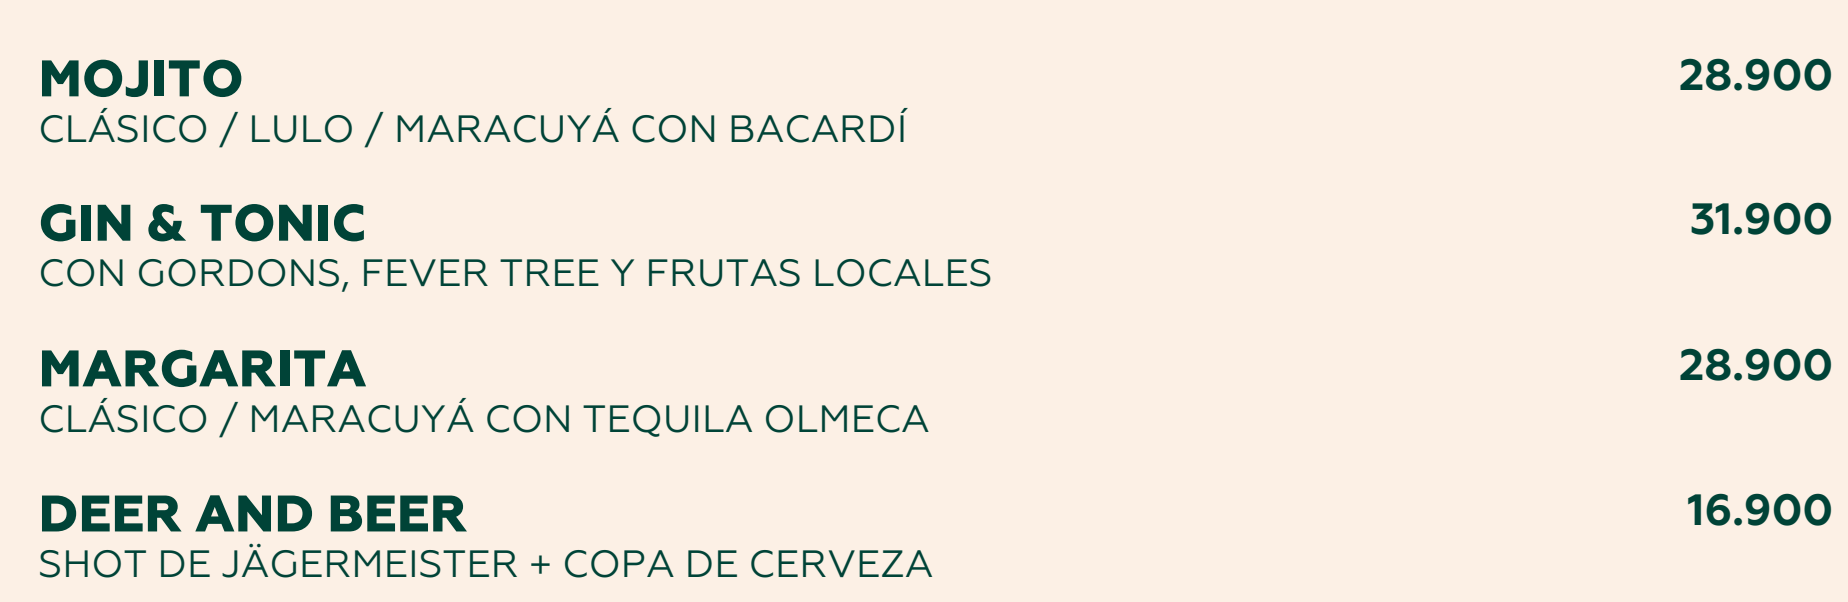 MOJITO 28.900
CLÁSICO / LULO / MARACUYÁ CON BACARDÍ
GIN & TONIC 31.900
CON GORDONS, FEVER TREE Y FRUTAS LOCALES
MARGARITA 28.900
CLÁSICO / MARACUYÁ CON TEQUILA OLMECA
DEER AND BEER 16.900
SHOT DE JÄGERMEISTER + COPA DE CERVEZA